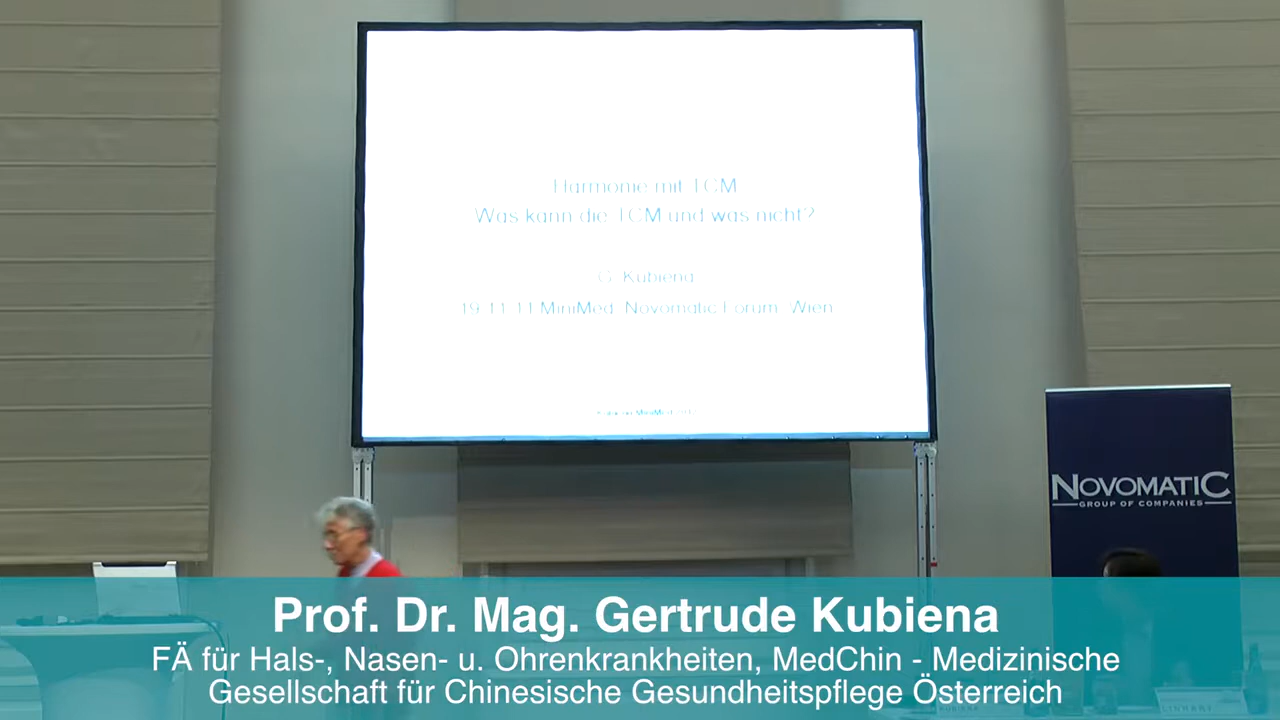 Harmonie mit TCM
Was kann die TCM und was nicht?
G. Kubiena
19.11.11 MiniMed, Novomatic Forum, Wien
NOVOMATIC
GROUP OF COMPANIES
Prof. Dr. Mag. Gertrude Kubiena
FÄ für Hals-, Nasen- u. Ohrenkrankheiten, MedChin - Medizinische
Gesellschaft für Chinesische Gesundheitspflege Österreich
KUBIENA
LINHART